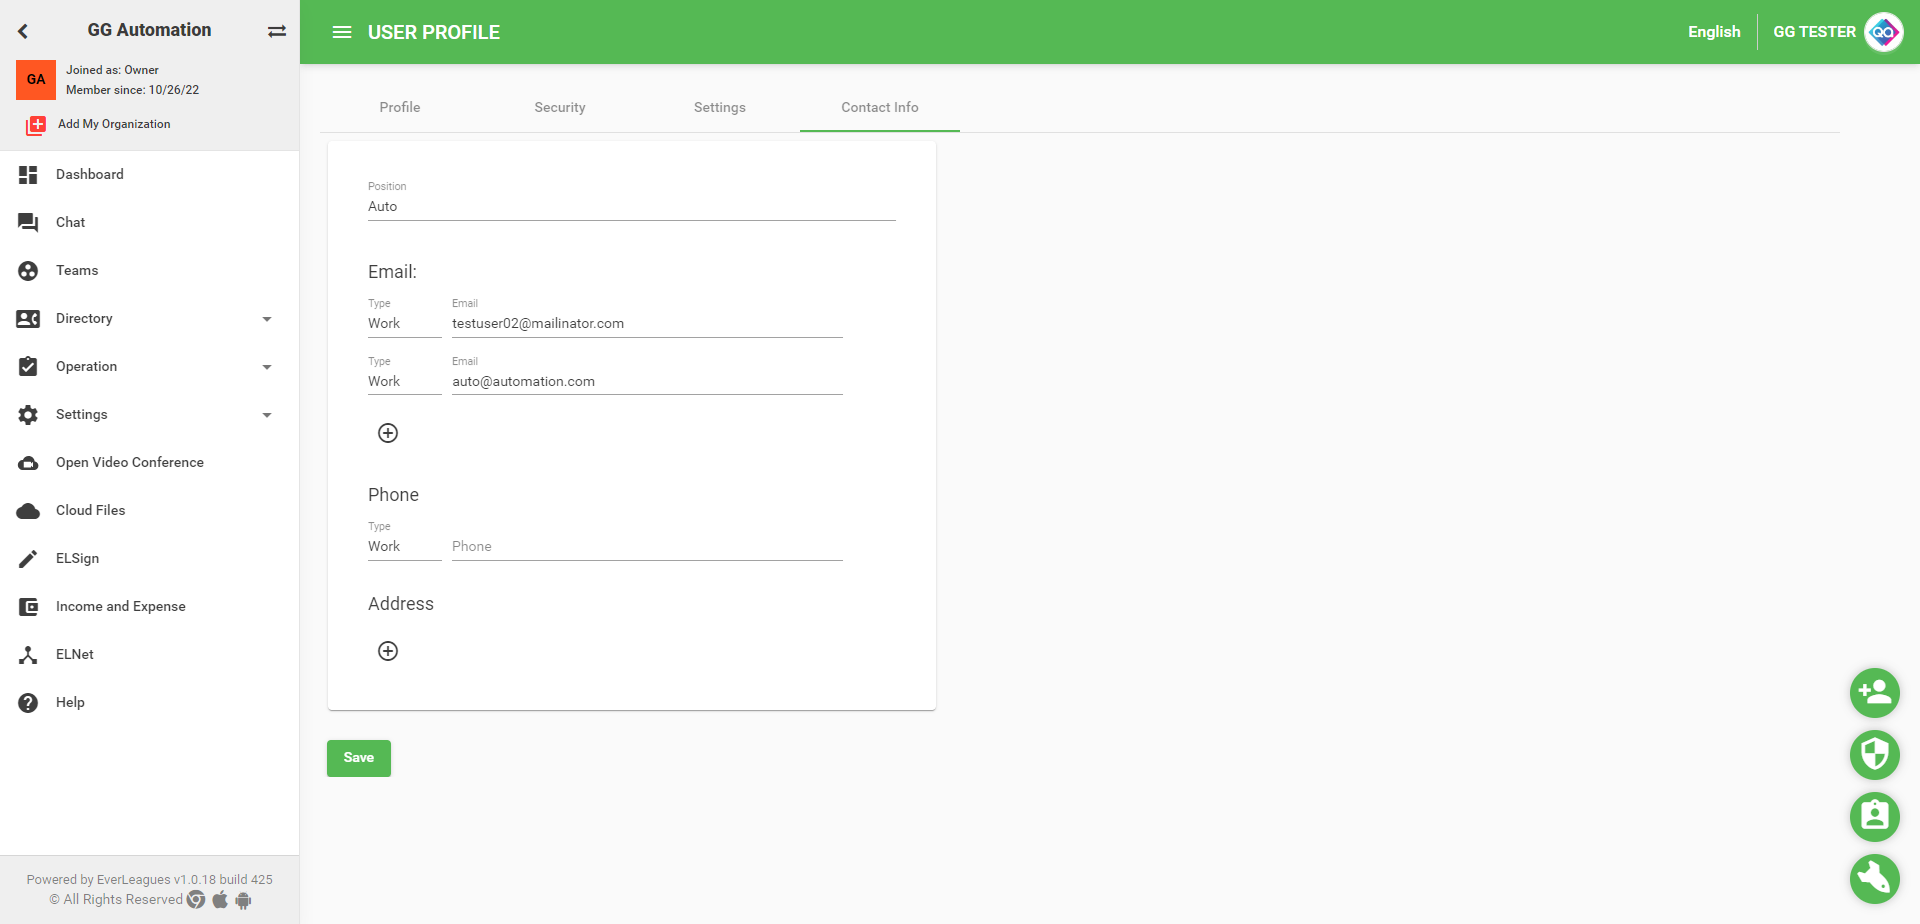 GG Automation
GA
Joined as: Owner
Member since: 10/26/22
Add My Organization
Dashboard
Chat
Teams
Directory
Operation
Settings
Open Video Conference
Cloud Files
ELSign
Income and Expense
ELNet
Help
Powered by EverLeagues v1.0.18 build 425
© All Rights Reserved
USER PROFILE
English
GG TESTER
QA
Profile
Security
Settings
Contact Info
Position
Auto
Email:
Type
Email
Work
testuser02@mailinator.com
Type
Email
Work
auto@automation.com
Phone
Type
Work
Phone
Address
Save